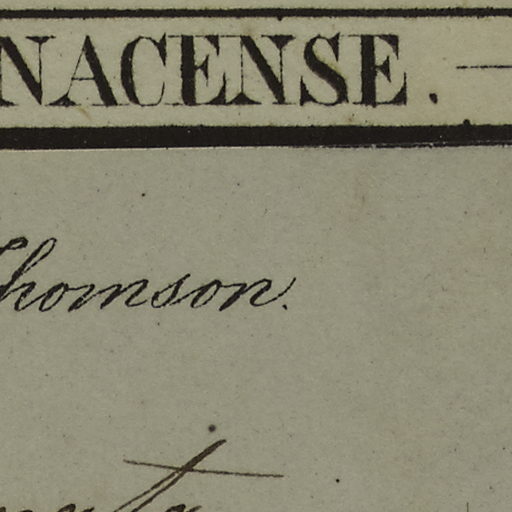 NACENSE. —
Thomson.